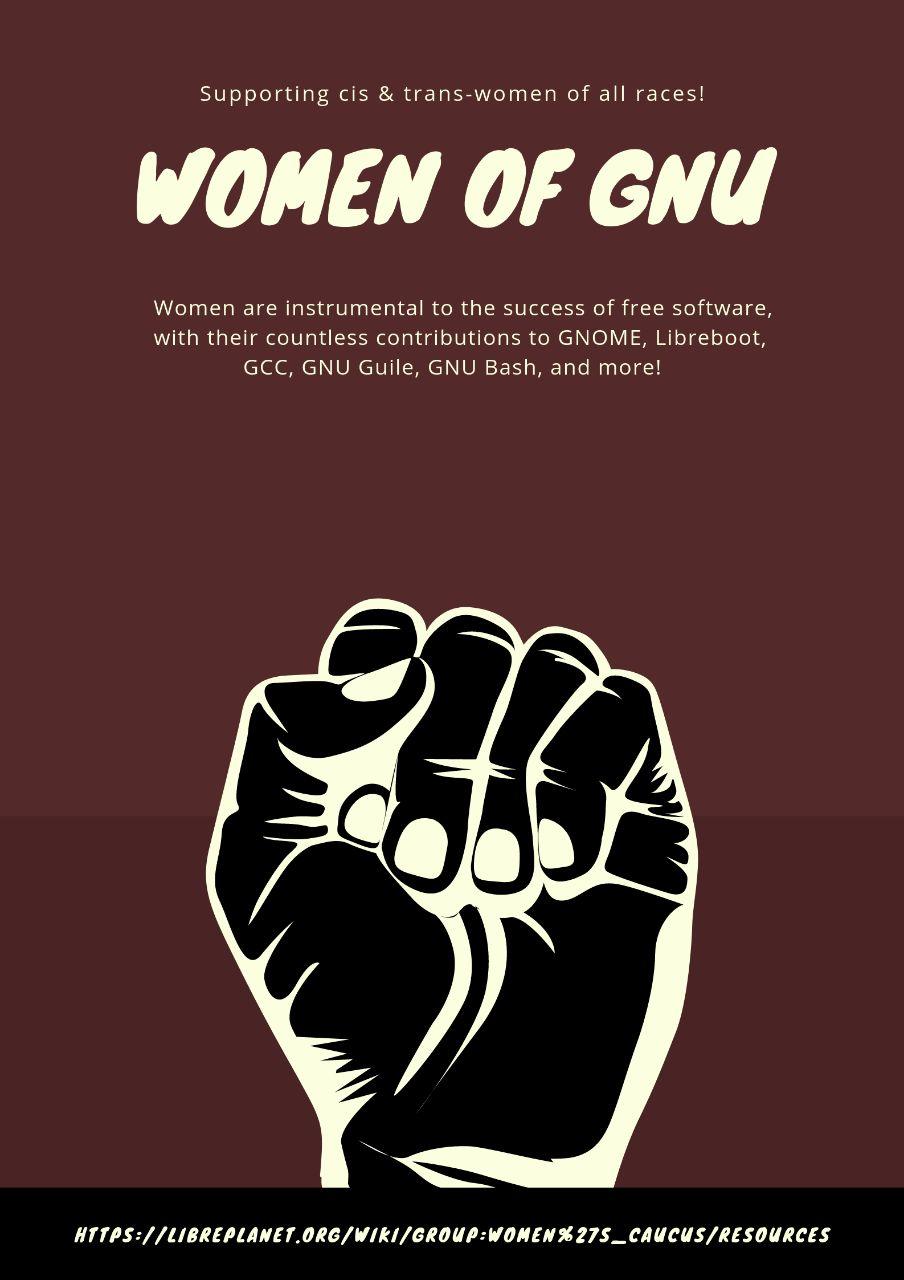 Supporting cis & trans-women of all races!
WOMEN OF GNU
Women are instrumental to the success of free software,
with their countless contributions to GNOME, Libreboot,
GCC, GNU Guile, GNU Bash, and more!
HTTPS://LIBREPLANET.ORG/WIKI/GROUP:WOMEN%27S_CAUCUS/RESOURCES